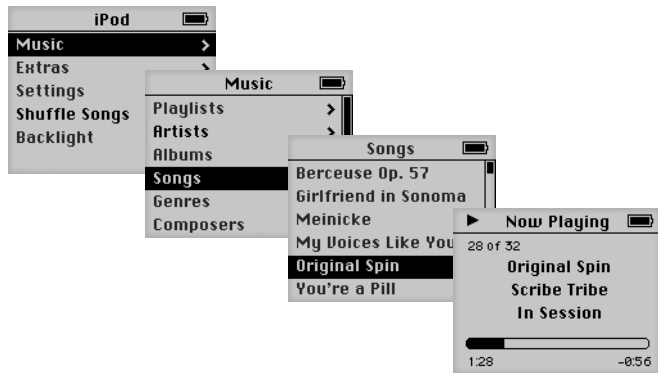 iPod
Music
Extras
Settings
Shuffle Songs
Backlight
Music
Playlists
Artists
Albums
Songs
Genres
Composers
Songs
Berceuse Op. 57
Girlfriend in Sonoma
Meinicke
My Voices Like You
Original Spin
You're a Pill
Now Playing
28 of 32
Original Spin
Scribe Tribe
In Session
1:28
-0:56